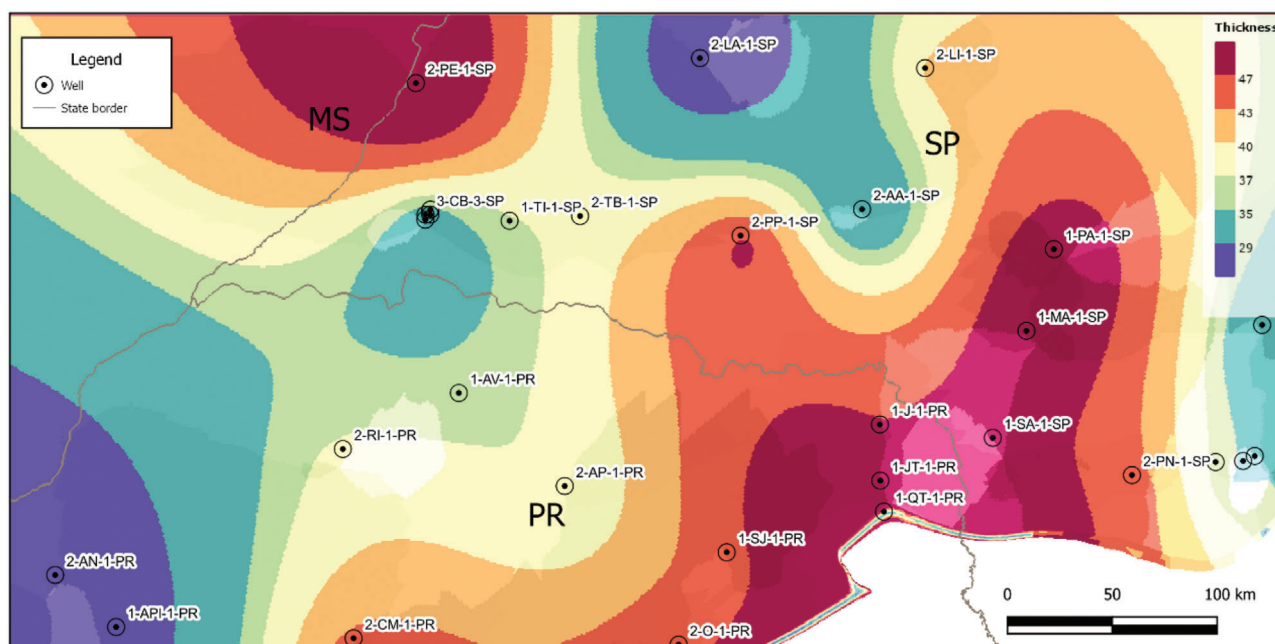 Legend
Well
State border
Thickness
47
43
40
37
35
29
2-PE-1-SP
2-LA-1-SP
2-LI-1-SP
MS
SP
3-CB-3-SP
1-TI-1-SP
2-TB-1-SP
2-AA-1-SP
2-PP-1-SP
1-PA-1-SP
1-MA-1-SP
1-AV-1-PR
1-J-1-PR
1-SA-1-SP
2-RI-1-PR
2-PN-1-SP
1-JT-1-PR
2-AP-1-PR
1-QT-1-PR
PR
1-SJ-1-PR
2-AN-1-PR
1-API-1-PR
2-CM-1-PR
2-O-1-PR
0 50 100 km